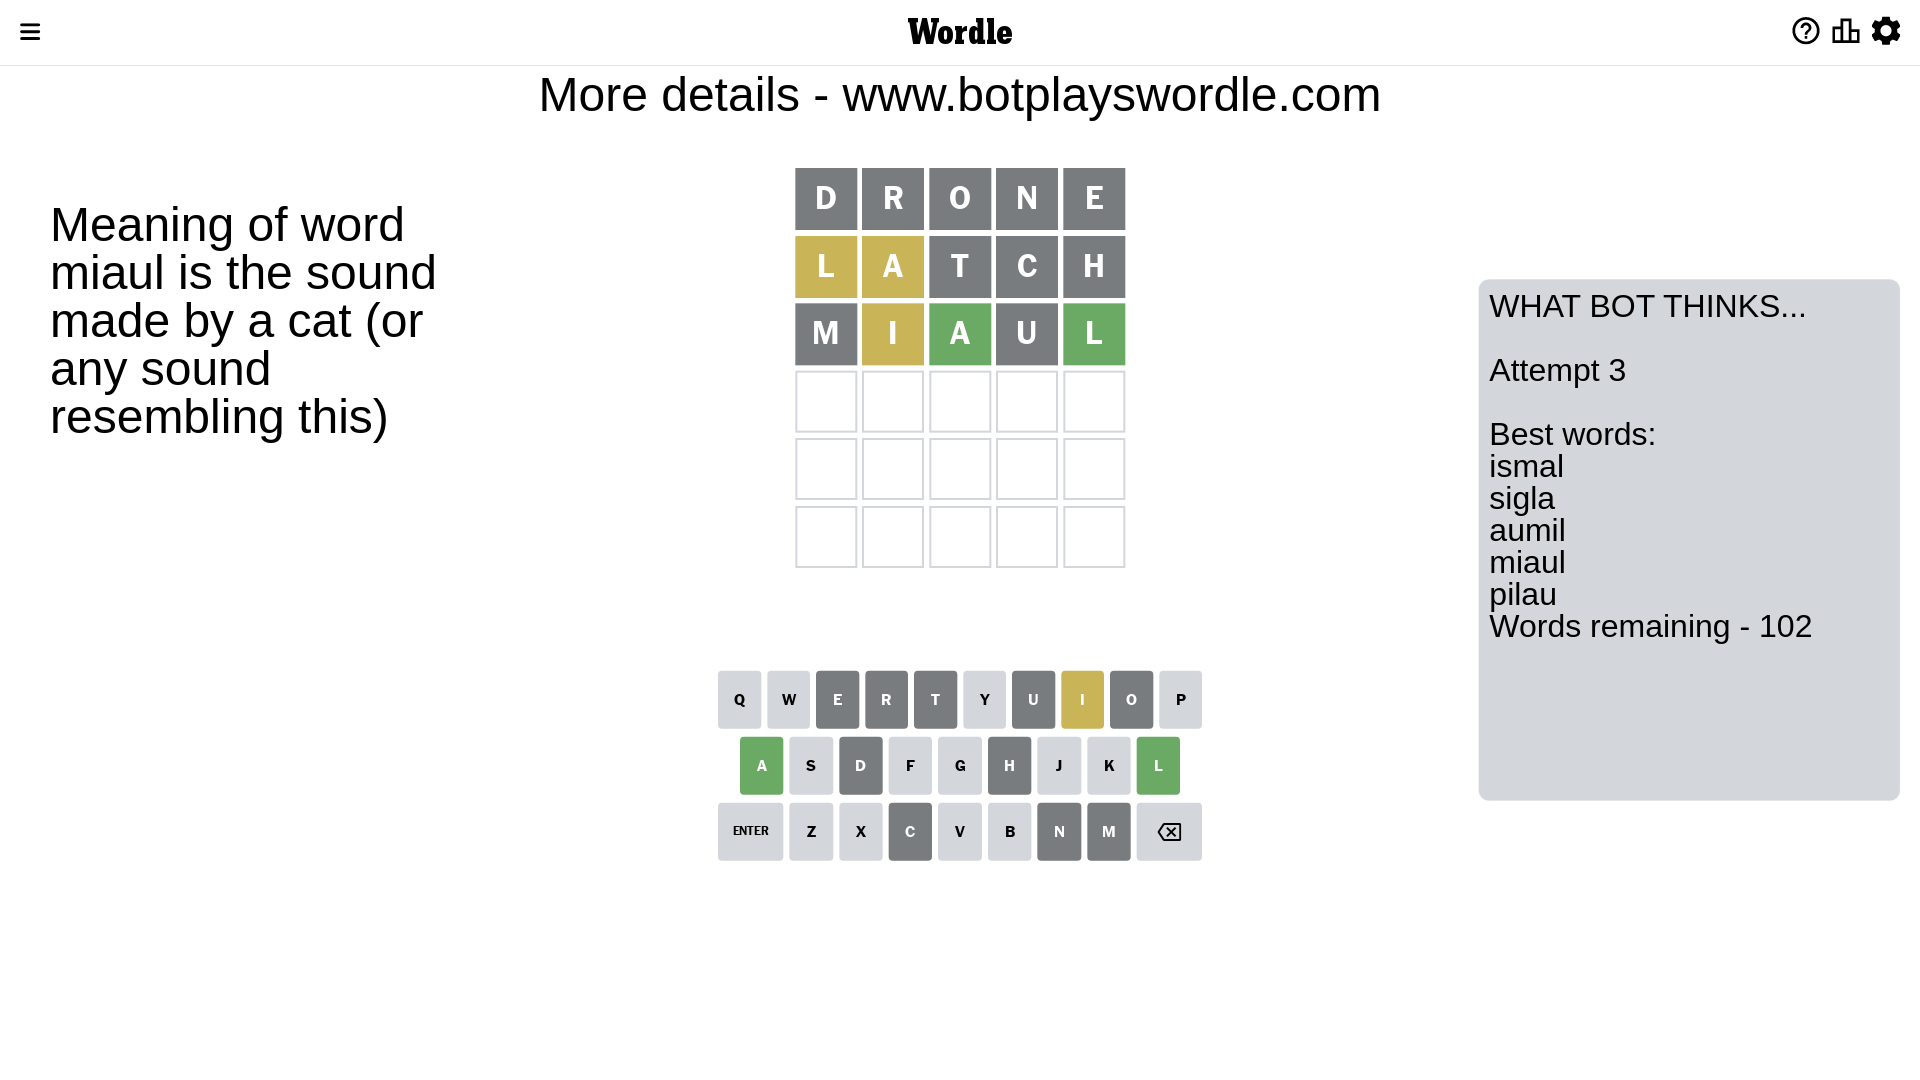 Wordle
More details - www.botplayswordle.com
Meaning of word
miaul is the sound
made by a cat (or
any sound
resembling this)
D R O N E
L A T C H
M I A U L
WHAT BOT THINKS...
Attempt 3
Best words:
ismal
sigla
aumil
miaul
pilau
Words remaining - 102
Q W E R T Y U I O P
A S D F G H J K L
ENTER Z X C V B N M